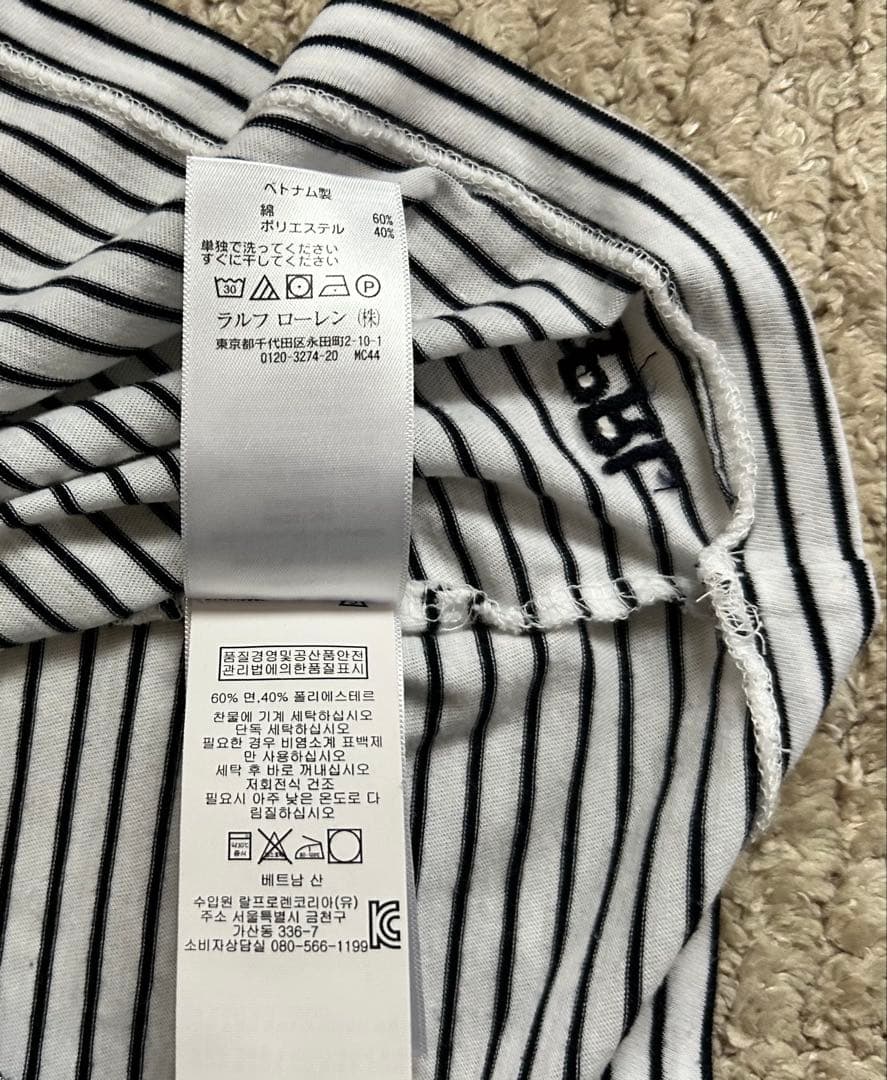 ベトナム製
綿 60%
ポリエステル 40%
単独で洗ってください
すぐに干してください
30 P
ラルフ ローレン (株)
東京都千代田区永田町2-10-1
0120-3274-20 MC44
품질경영및공산품안전
관리법에의한품질표시
60% 면,40% 폴리에스테르
찬물에 기계 세탁하십시오
단독 세탁하십시오
필요한 경우 비염소계 표백제
만 사용하십시오
세탁 후 바로 꺼내십시오
저회전식 건조
필요시 아주 낮은 온도로 다
림질하십시오
베트남 산
수입원 랄프로렌코리아(유)
주소 서울특별시 금천구
가산동 336-7
소비자상담실 080-566-1199